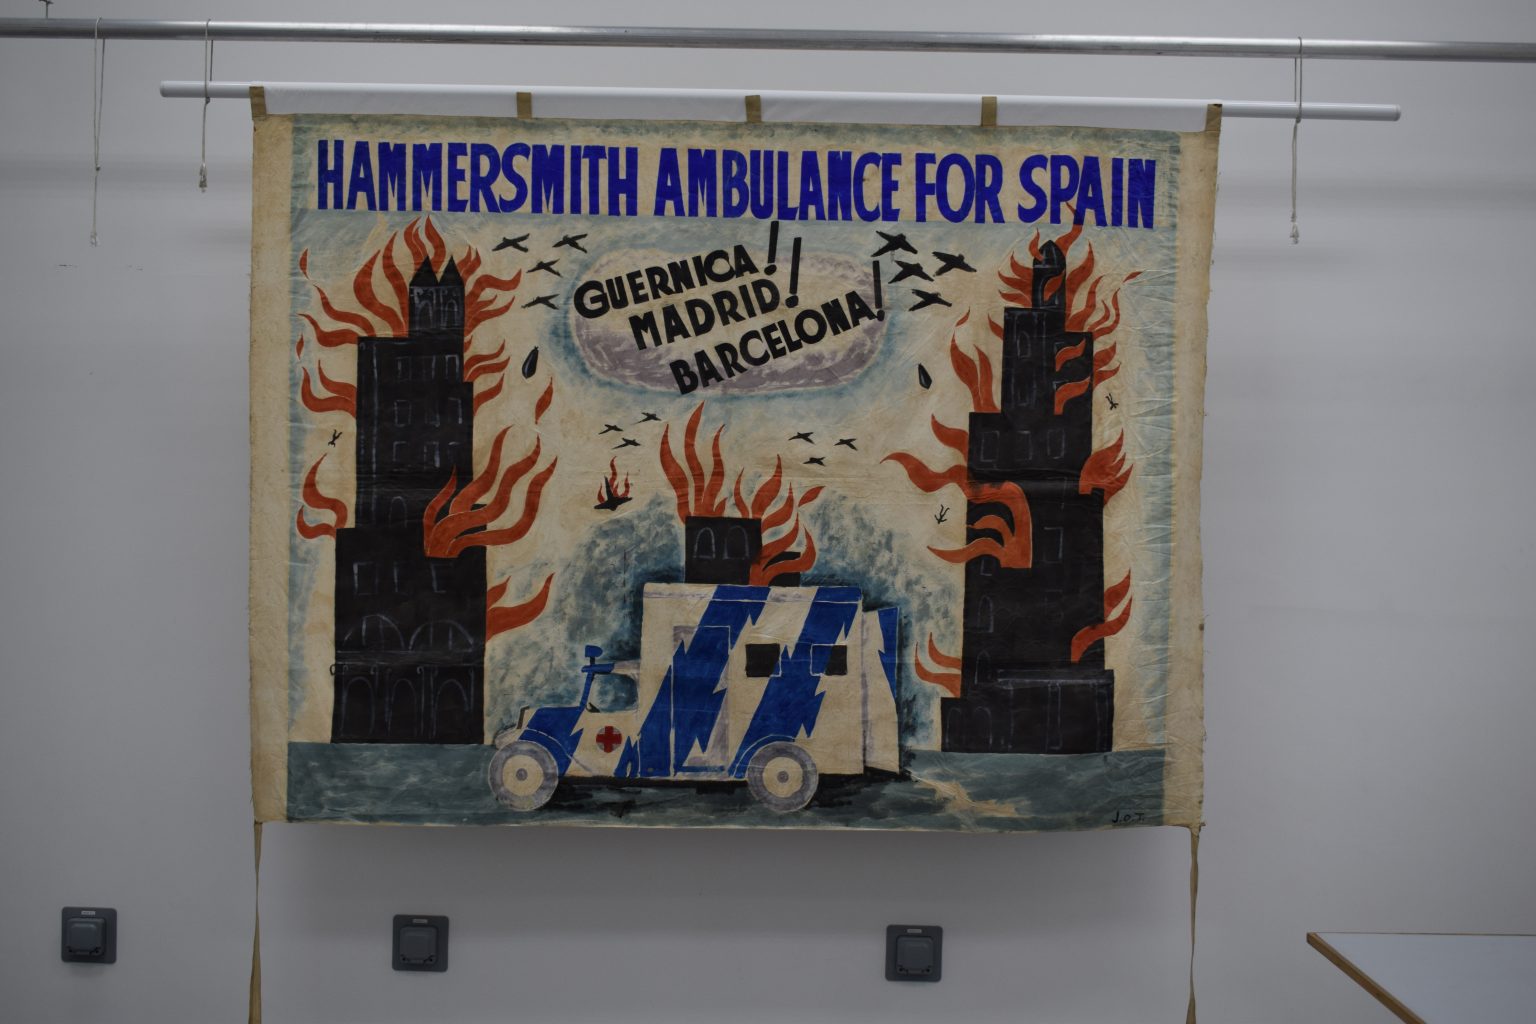 HAMMERSMITH AMBULANCE FOR SPAIN
GUERNICA!
MADRID!
BARCELONA!
J.O.T.